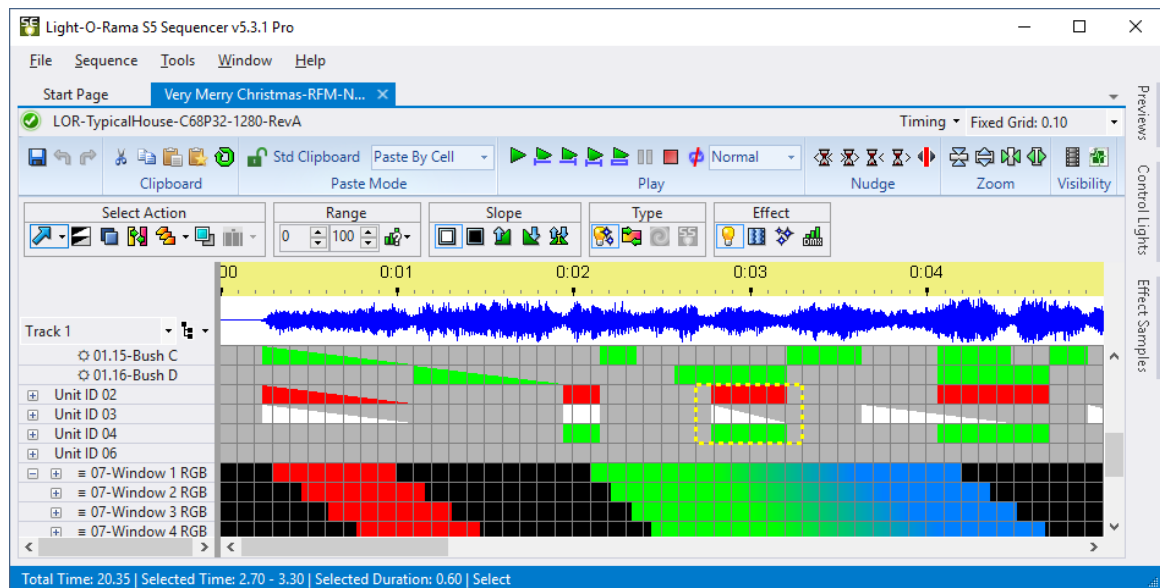 Light-O-Rama S5 Sequencer v5.3.1 Pro
File Sequence Tools Window Help
Start Page Very Merry Christmas-RFM-N...
LOR-TypicalHouse-C68P32-1280-RevA Timing Fixed Grid: 0.10
Std Clipboard Paste By Cell Normal
Clipboard Paste Mode Play Nudge Zoom Visibility
Select Action Range Slope Type Effect
0 100
00 0:01 0:02 0:03 0:04
Track 1
01.15-Bush C
01.16-Bush D
Unit ID 02
Unit ID 03
Unit ID 04
Unit ID 06
07-Window 1 RGB
07-Window 2 RGB
07-Window 3 RGB
07-Window 4 RGB
Total Time: 20.35 | Selected Time: 2.70 - 3.30 | Selected Duration: 0.60 | Select
Previews
Control Lights
Effect Samples